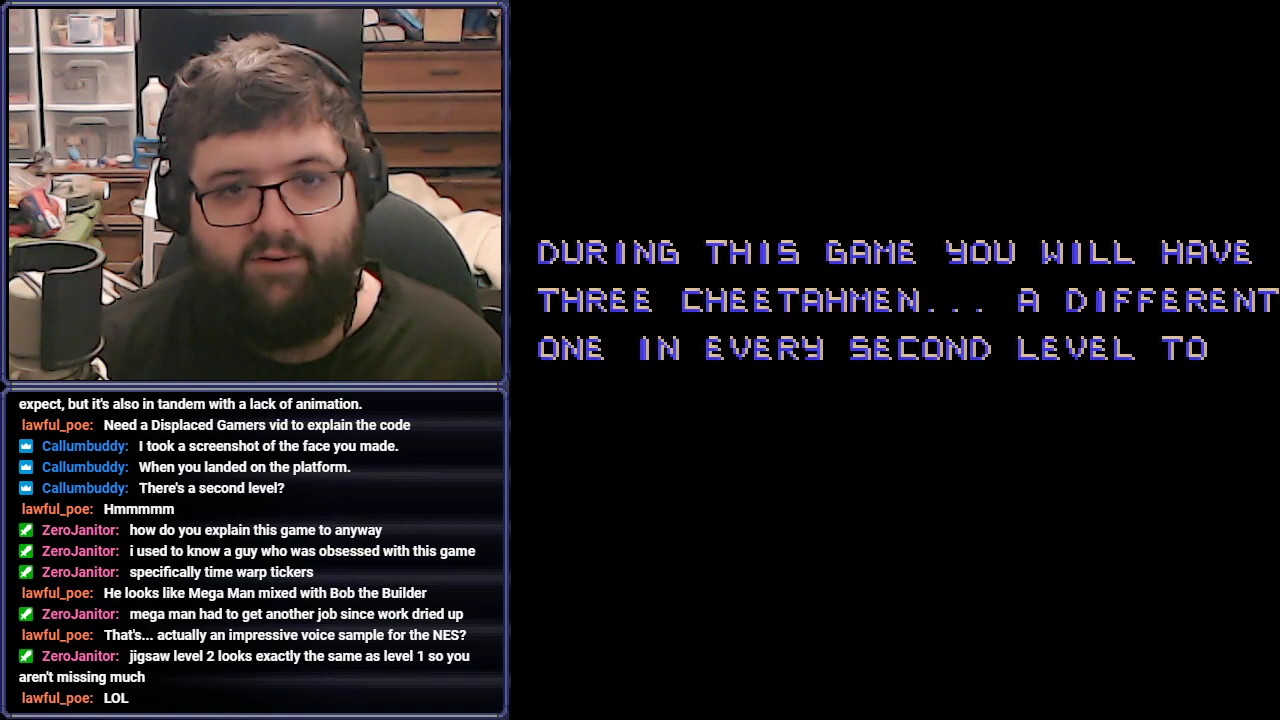 expect, but it's also in tandem with a lack of animation.
lawful_poe: Need a Displaced Gamers vid to explain the code
Callumbuddy: I took a screenshot of the face you made.
Callumbuddy: When you landed on the platform.
Callumbuddy: There's a second level?
lawful_poe: Hmmmmm
ZeroJanitor: how do you explain this game to anyway
ZeroJanitor: i used to know a guy who was obsessed with this game
ZeroJanitor: specifically time warp tickers
lawful_poe: He looks like Mega Man mixed with Bob the Builder
ZeroJanitor: mega man had to get another job since work dried up
lawful_poe: That's... actually an impressive voice sample for the NES?
ZeroJanitor: jigsaw level 2 looks exactly the same as level 1 so you
aren't missing much
lawful_poe: LOL
DURING THIS GAME YOU WILL HAVE
THREE CHEETAHMEN... A DIFFERENT
ONE IN EVERY SECOND LEVEL TO